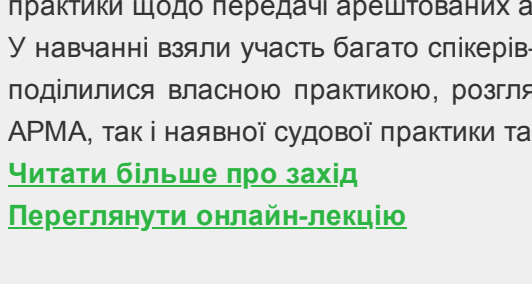 практики щодо передачі арештованих а
У навчанні взяли участь багато спікерів-
поділилися власною практикою, розгля
АРМА, так і наявної судової практики та
Читати більше про захід
Переглянути онлайн-лекцію